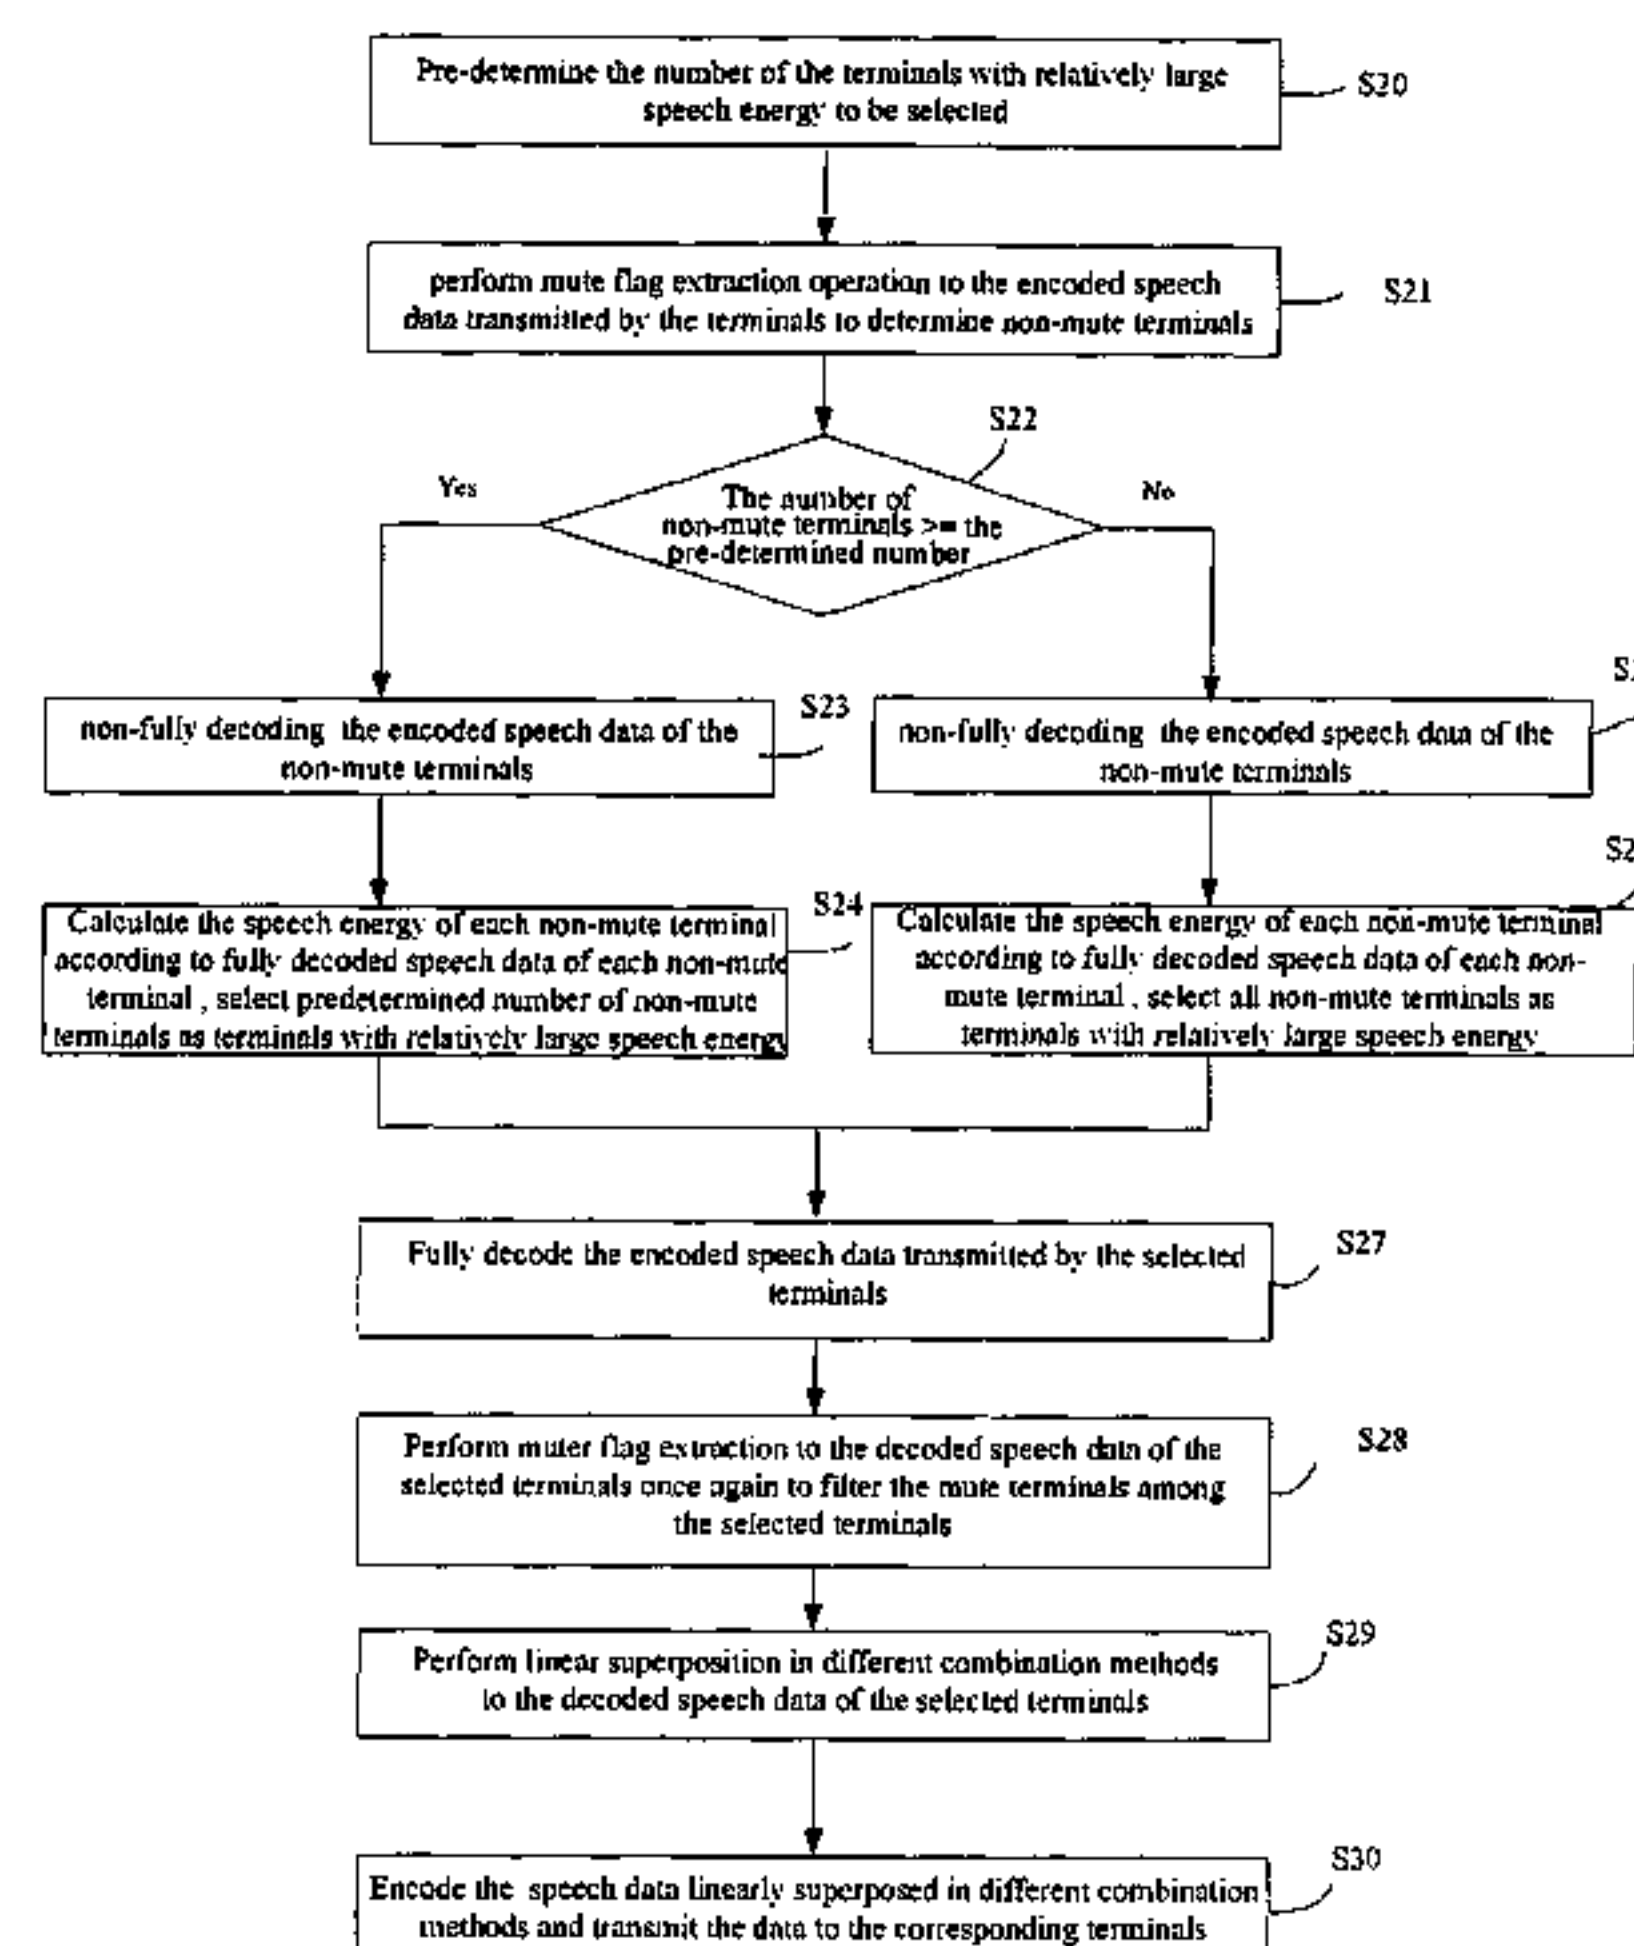 Pre-determine the number of the terminals with relatively large
speech energy to be selected
S20
perform mute flag extraction operation to the encoded speech
data transmitted by the terminals to determine non-mute terminals
S21
S22
Yes
The number of
non-mute terminals >= the
pre-determined number
No
non-fully decoding the encoded speech data of the
non-mute terminals
S23
non-fully decoding the encoded speech data of the
non-mute terminals
Calculate the speech energy of each non-mute terminal
according to fully decoded speech data of each non-mute
terminal , select predetermined number of non-mute
terminals as terminals with relatively large speech energy
S24
Calculate the speech energy of each non-mute terminal
according to fully decoded speech data of each non-
mute terminal , select all non-mute terminals as
terminals with relatively large speech energy
Fully decode the encoded speech data transmitted by the selected
terminals
S27
Perform muter flag extraction to the decoded speech data of the
selected terminals once again to filter the mute terminals among
the selected terminals
S28
Perform linear superposition in different combination methods
to the decoded speech data of the selected terminals
S29
Encode the speech data linearly superposed in different combination
methods and transmit the data to the corresponding terminals
S30